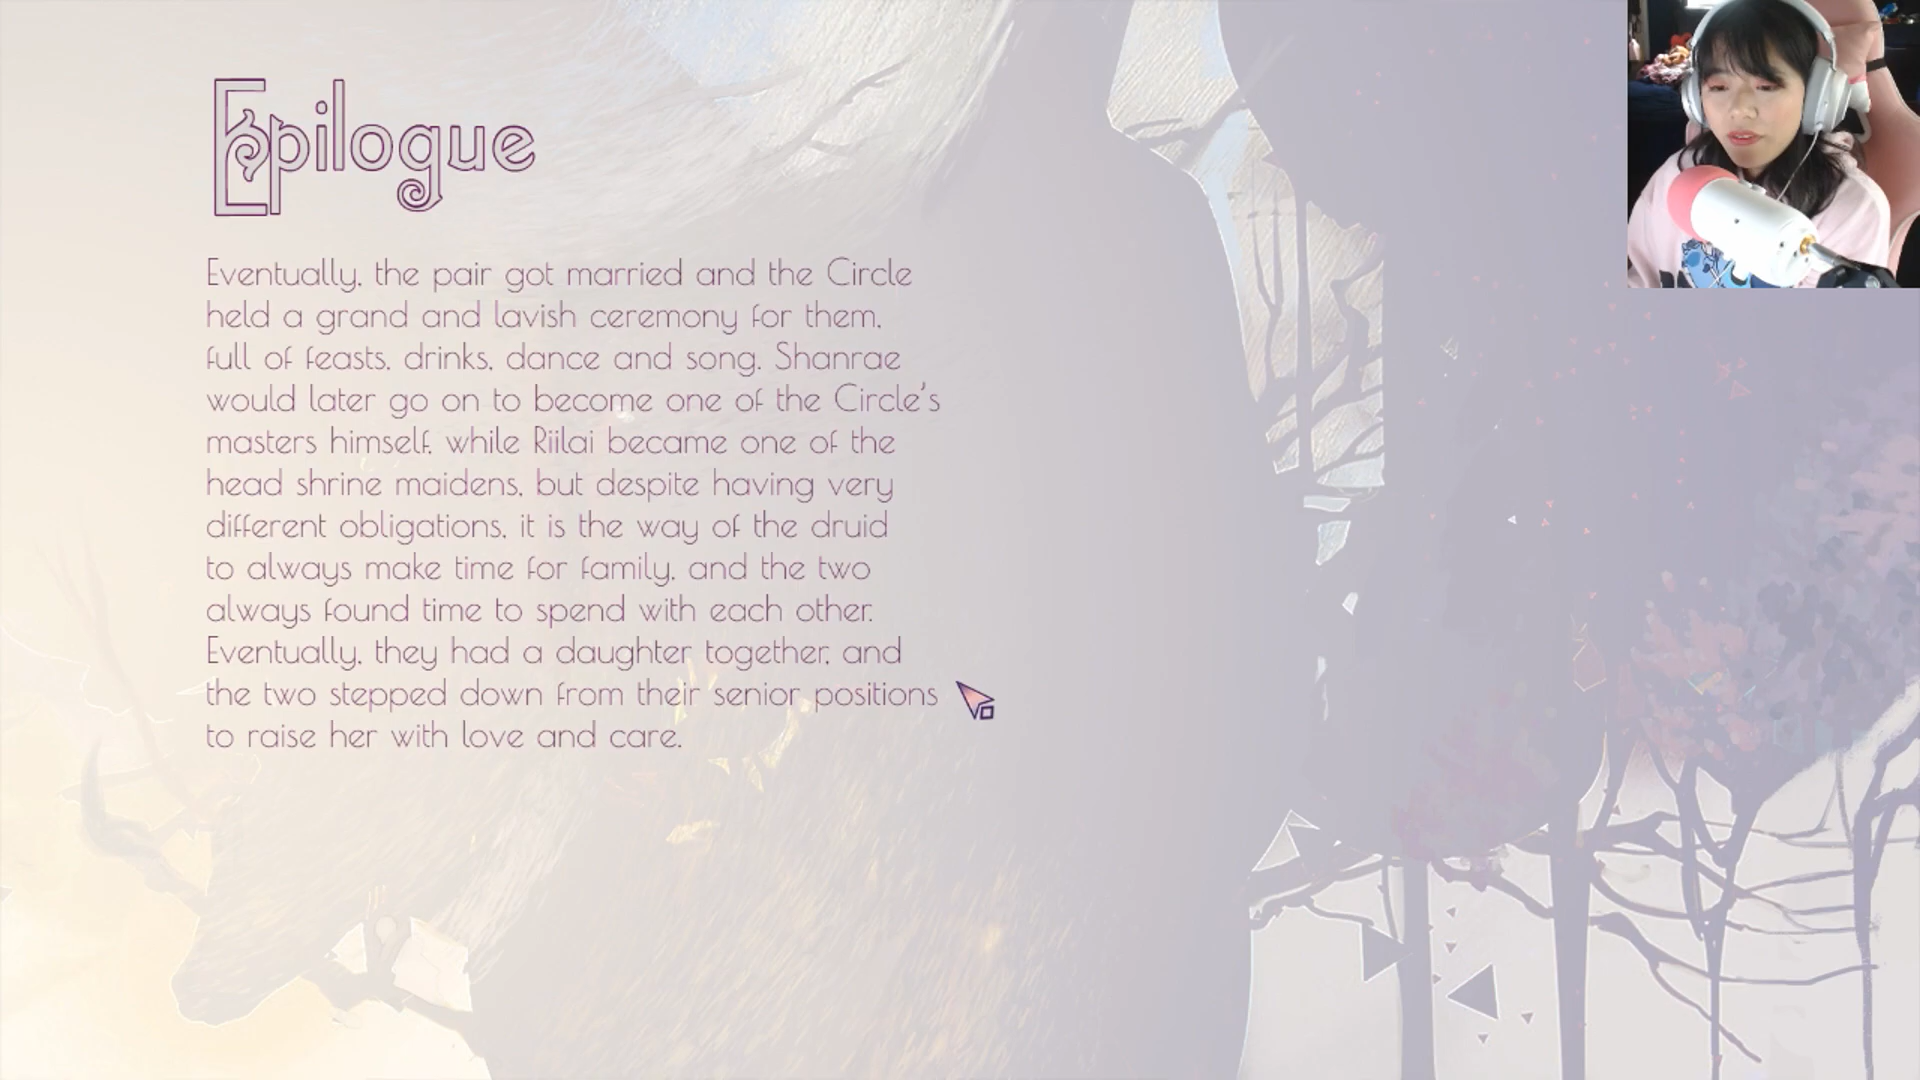 Epilogue
Eventually, the pair got married and the Circle
held a grand and lavish ceremony for them,
full of feasts, drinks, dance and song. Shanrae
would later go on to become one of the Circle's
masters himself, while Riilai became one of the
head shrine maidens, but despite having very
different obligations, it is the way of the druid
to always make time for family, and the two
always found time to spend with each other.
Eventually, they had a daughter together, and
the two stepped down from their senior positions
to raise her with love and care.